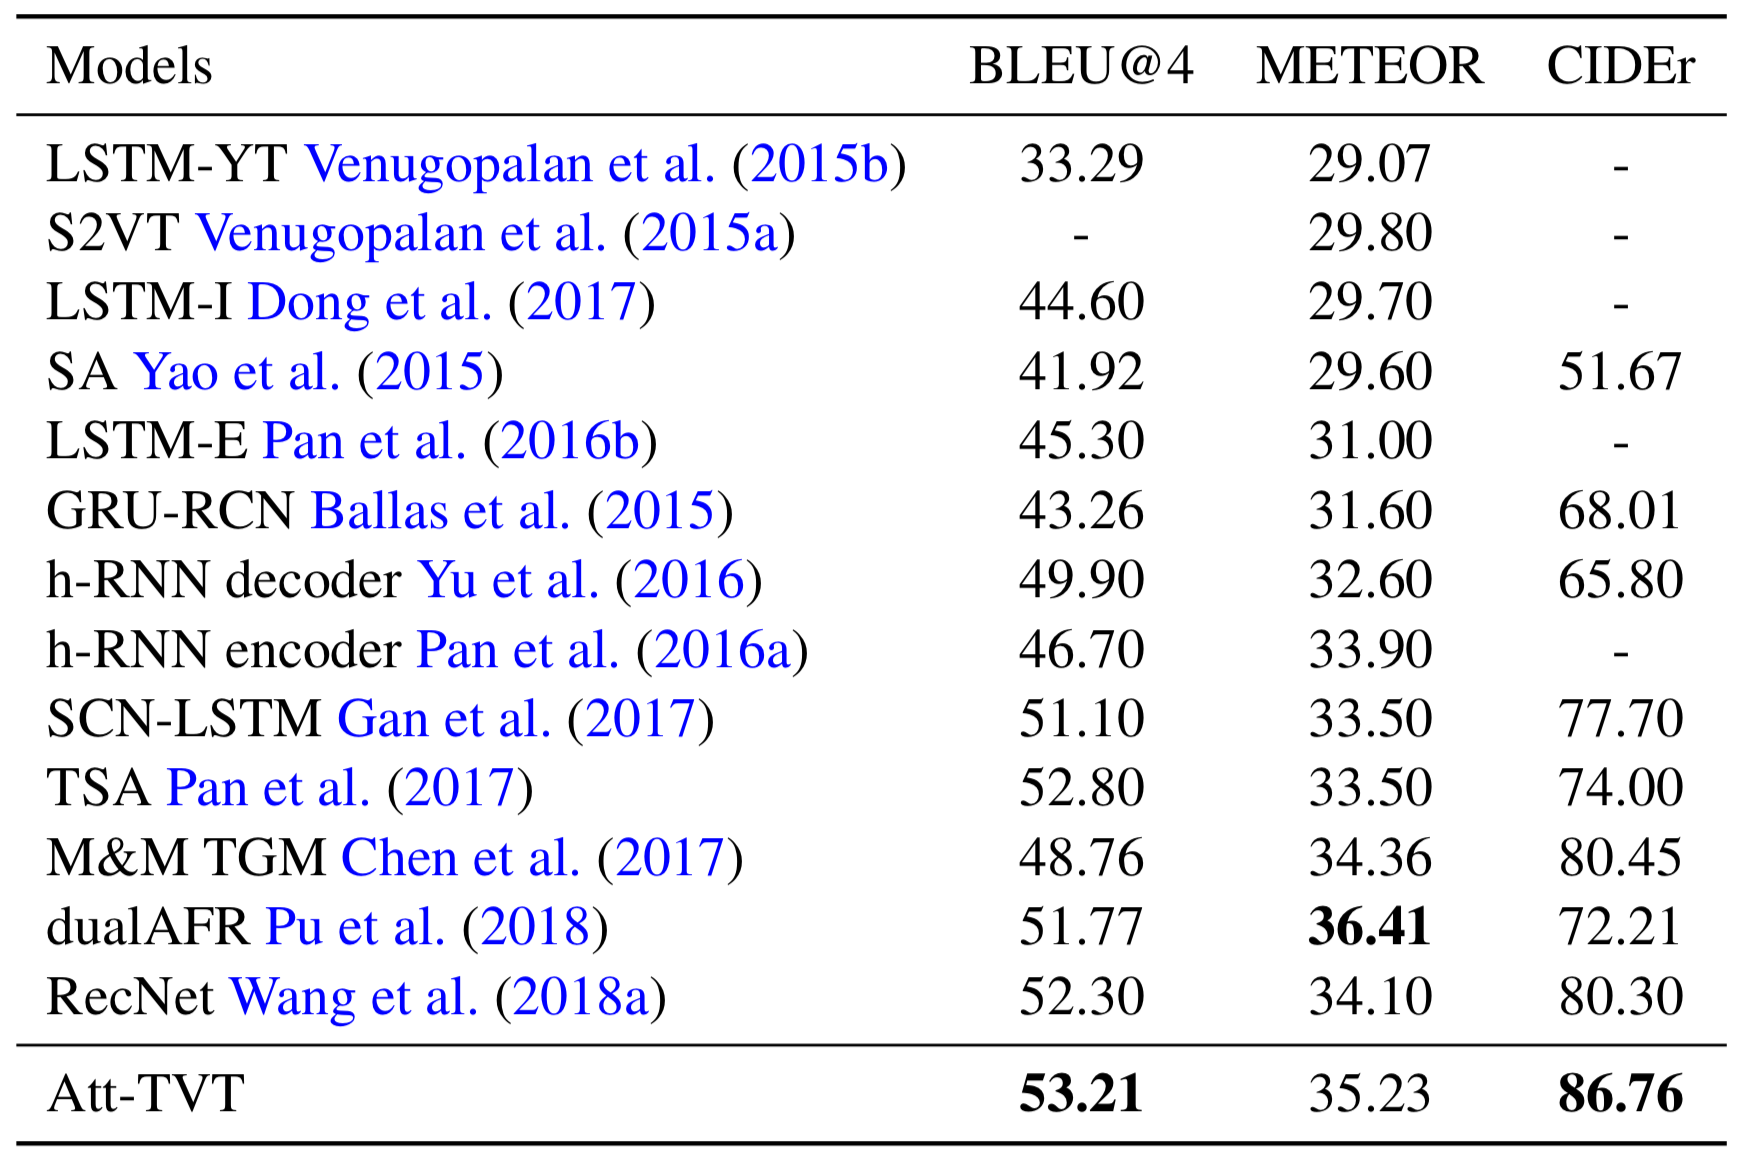 Models BLEU@4 METEOR CIDEr
LSTM-YT Venugopalan et al. (2015b) 33.29 29.07 -
S2VT Venugopalan et al. (2015a) - 29.80 -
LSTM-I Dong et al. (2017) 44.60 29.70 -
SA Yao et al. (2015) 41.92 29.60 51.67
LSTM-E Pan et al. (2016b) 45.30 31.00 -
GRU-RCN Ballas et al. (2015) 43.26 31.60 68.01
h-RNN decoder Yu et al. (2016) 49.90 32.60 65.80
h-RNN encoder Pan et al. (2016a) 46.70 33.90 -
SCN-LSTM Gan et al. (2017) 51.10 33.50 77.70
TSA Pan et al. (2017) 52.80 33.50 74.00
M&M TGM Chen et al. (2017) 48.76 34.36 80.45
dualAFR Pu et al. (2018) 51.77 36.41 72.21
RecNet Wang et al. (2018a) 52.30 34.10 80.30
Att-TVT 53.21 35.23 86.76